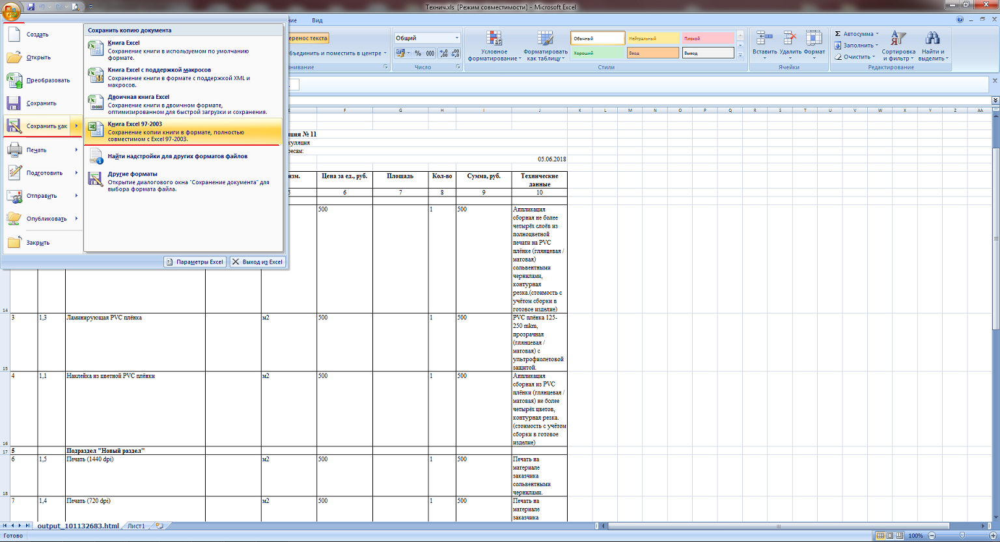 Технич.xls [Режим совместимости] - Microsoft Excel
Создать
Открыть
Преобразовать
Сохранить
Сохранить как
Печать
Подготовить
Отправить
Опубликовать
Закрыть
Сохранить копию документа
Книга Excel
Сохранение книги в используемом по умолчанию
формате.
Книга Excel с поддержкой макросов
Сохранение книги в формате с поддержкой XML и
макросов.
Двоичная книга Excel
Сохранение книги в двоичном формате,
оптимизированном для быстрой загрузки и сохранения.
Книга Excel 97-2003
Сохранение копии книги в формате, полностью
совместимом с Excel 97-2003.
Найти надстройки для других форматов файлов
Другие форматы
Открытие диалогового окна "Сохранение документа" для
выбора формата файла.
Параметры Excel
Выход из Excel
ние
еренос текста
бъединить и поместить в центре
внивание
Общий
% 000
Число
Условное
форматирование
Форматировать
как таблицу
Обычный
Нейтральный
Плохой
Хороший
Ввод
Вывод
Стили
Вставить
Удалить
Формат
Ячейки
Σ Автосумма
Заполнить
Очистить
Сортировка
и фильтр
Найти и
выделить
Редактирование
E F G H I J K L M N O P Q R S T U V W X Y Z AA
ция № 11
куляция
ресам:
05.06.2018
изм. Цена за ед., руб. Площадь Кол-во Сумма, руб. Технические
данные
5 6 7 8 9 10
500 1 500 Аппликация
сборная не более
четырёх слоёв из
полноцветной
печати на PVC
плёнке (глянцевая /
матовая)
сольвентными
чернилами,
контурная
резка.(стоимость с
учётом сборки в
готовое изделие)
14
3 1,3 Ламинирующая PVC плёнка м2 500 1 500 PVC плёнка 125-
250 mkm,
прозрачная
(глянцевая /
матовая) с
ультрофиолетовой
защитой.
15
4 1,1 Наклейка из цветной PVC плёнки м2 500 1 500 Аппликация
сборная из PVC
плёнки (глянцевая /
матовая) не более
четырёх цветов,
контурная резка.
(стоимость с учётом
сборки в готовое
изделие)
16
17 5 Подраздел "Новый раздел"
6 1,5 Печать (1440 dpi) м2 500 1 500 Печать на
материале
заказчика
сольвентными
чернилами.
18
7 1,4 Печать (720 dpi) м2 500 1 500 Печать на
материале
заказчика
output_101132683.html Лист1
Готово
100%